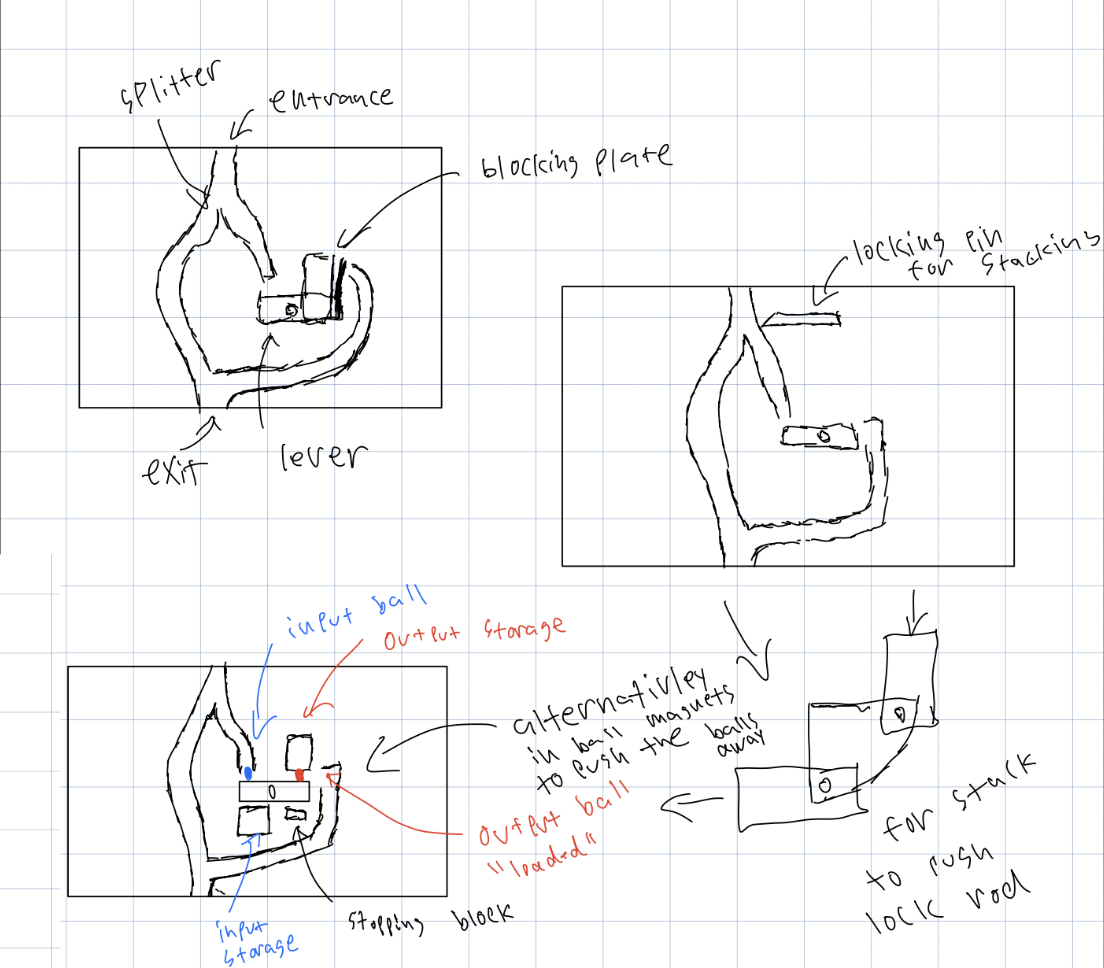 splitter
entrance
blocking plate
exit
lever
locking pin
for stacking
input ball
output storage
alternativley
in ball magnets
to push the balls
away
output ball
"loaded"
input
storage
stopping block
for stack
to push
lock rod